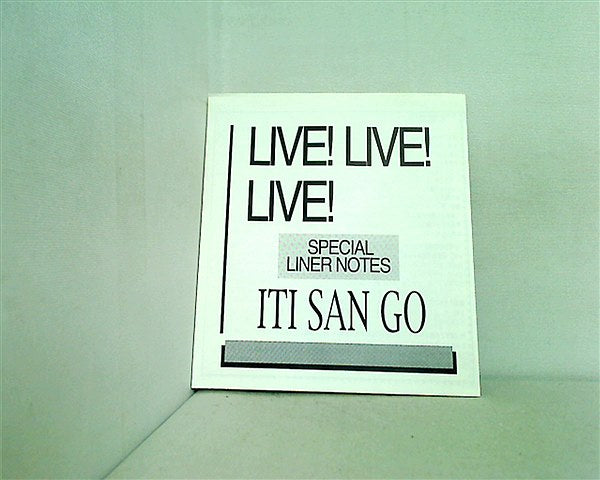 LIVE! LIVE!
LIVE!
SPECIAL
LINER NOTES
ITI SAN GO